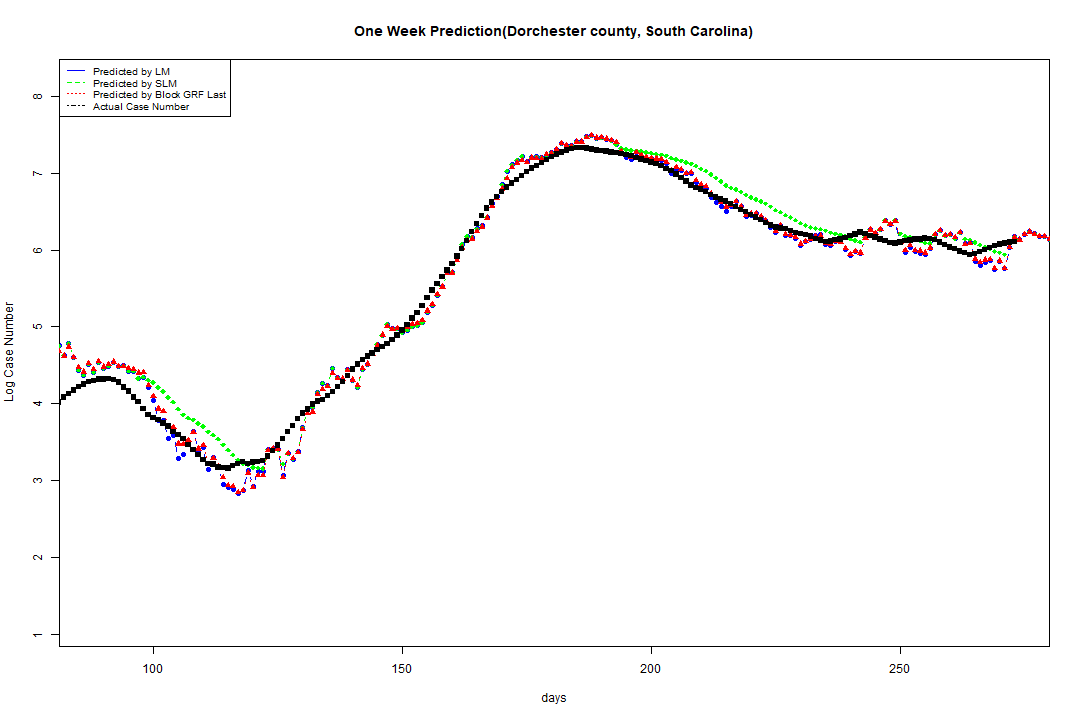 One Week Prediction(Dorchester county, South Carolina)
Predicted by LM
Predicted by SLM
Predicted by Block GRF Last
Actual Case Number
8
7
6
5
4
3
2
1
Log Case Number
100 150 200 250
days